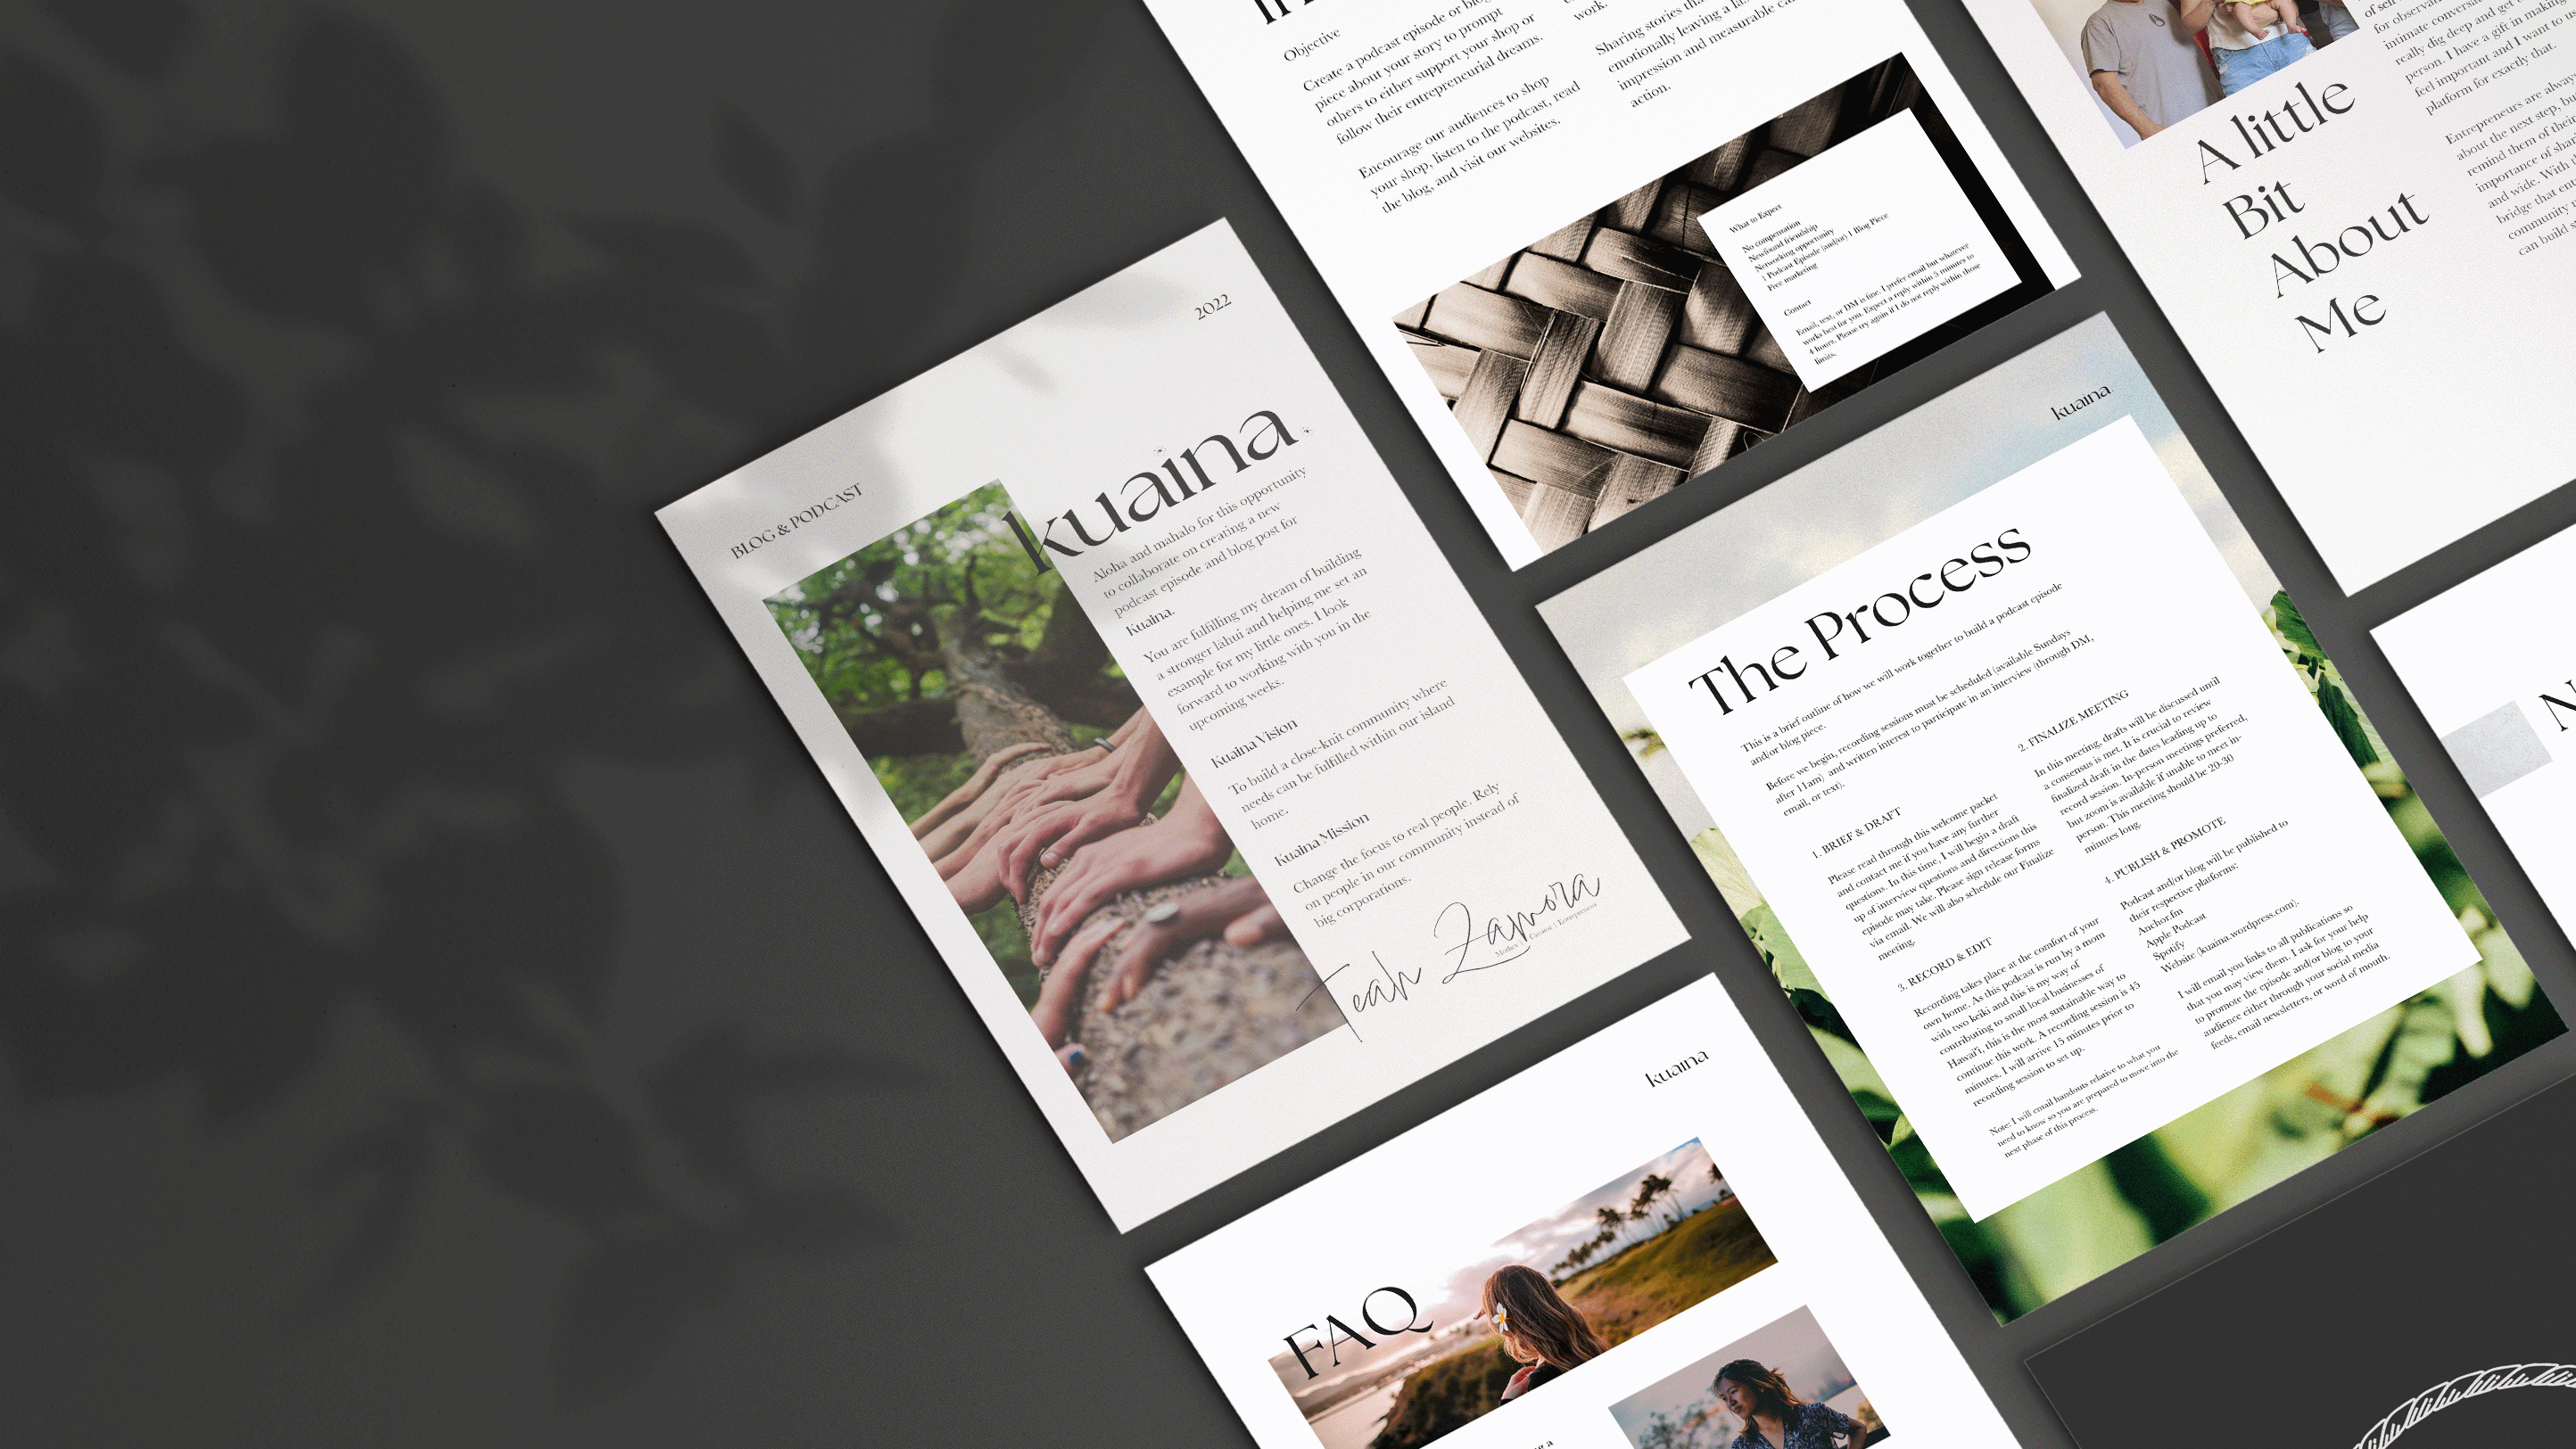 Objective
Create a podcast episode or blog
piece about your story to prompt
others to either support your shop or
follow their entrepreneurial dreams.
Encourage our audiences to shop
your shop, listen to the podcast, read
the blog, and visit our websites.
work.
Sharing stories
emotionally leaving a
impression and measurable
action.
What to Expect
No compensation
Newfound friendship
Networking opportunity
1 Podcast Episode (and/or) 1 Blog Piece
Free marketing
Contact
Email, text, or DM is fine. I prefer email but whatever
works best for you. Expect a reply within 5 minutes to
4 hours. Please try again if I do not reply within those
limits.
of self
for observa
intimate conversa
really dig deep and get
person. I have a gift in making
feel important and I want to us
platform for exactly that.
Entrepreneurs are alway
about the next step, bu
remind them of thei
importance of shar
and wide. With t
bridge that ent
community
can build s
A little
Bit
About
Me
2022
BLOG & PODCAST
kuaina.
Aloha and mahalo for this opportunity
to collaborate on creating a new
podcast episode and blog post for
Kuaina.
You are fulfilling my dream of building
a stronger lāhui and helping me set an
example for my little ones. I look
forward to working with you in the
upcoming weeks.
Kuaina Vision
To build a close-knit community where
needs can be fulfilled within our island
home.
Kuaina Mission
Change the focus to real people. Rely
on people in our community instead of
big corporations.
Teah Zamora
Mother | Curator | Entrepreneur
kuaina.
The Process
This is a brief outline of how we will work together to build a podcast episode
and/or blog piece.
Before we begin, recording sessions must be scheduled (available Sundays
after 11am) and written interest to participate in an interview (through DM,
email, or text).
1. BRIEF & DRAFT
Please read through this welcome packet
and contact me if you have any further
questions. In this time, I will begin a draft
up of interview questions and directions this
episode may take. Please sign release forms
via email. We will also schedule our Finalize
meeting.
2. FINALIZE MEETING
In this meeting, drafts will be discussed until
a consensus is met. It is crucial to review
finalized draft in the dates leading up to
record session. In-person meetings preferred,
but zoom is available if unable to meet in-
person. This meeting should be 20-30
minutes long.
3. RECORD & EDIT
Recording takes place at the comfort of your
own home. As this podcast is run by a mom
with two keiki and this is my way of
contributing to small local businesses of
Hawai'i, this is the most sustainable way to
continue this work. A recording session is 45
minutes. I will arrive 15 minutes prior to
recording session to set up.
4. PUBLISH & PROMOTE
Podcast and/or blog will be published to
their respective platforms:
Anchor.fm
Apple Podcast
Spotify
Website (kuaina.wordpress.com).
I will email you links to all publications so
that you may view them. I ask for your help
to promote the episode and/or blog to your
audience either through your social media
feeds, email newsletters, or word of mouth.
Note: I will email handouts relative to what you
need to know so you are prepared to move into the
next phase of this process.
kuaina
FAQ